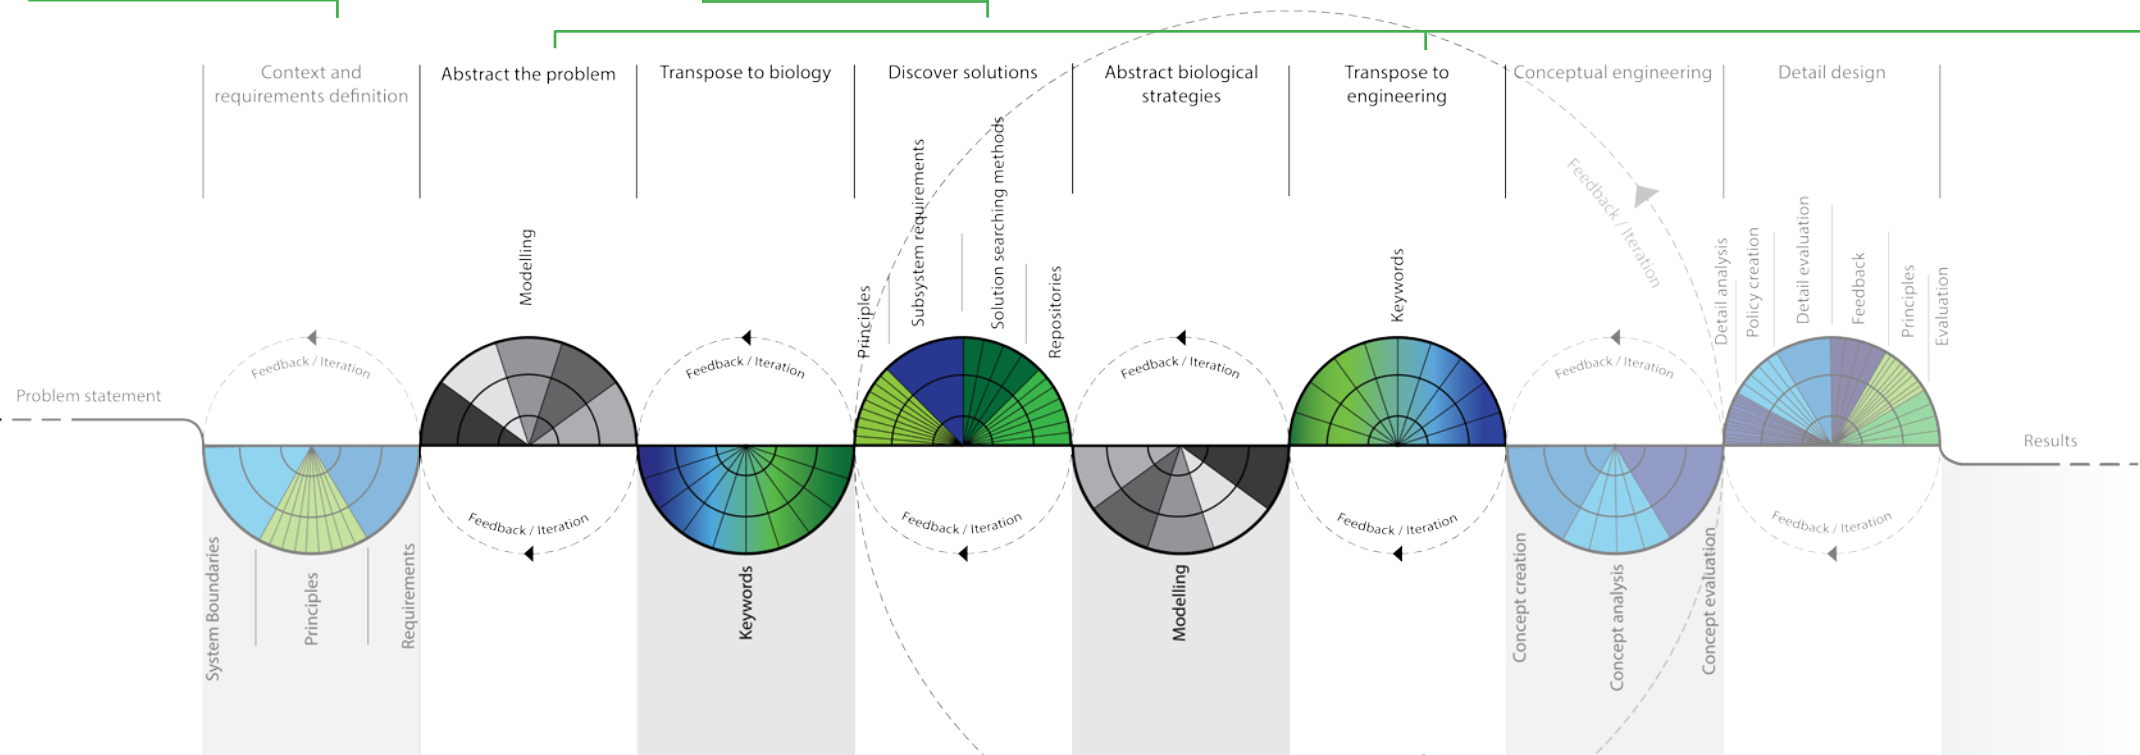 Context and
requirements definition
Abstract the problem
Transpose to biology
Discover solutions
Abstract biological
strategies
Transpose to
engineering
Conceptual engineering
Detail design
Problem statement
Feedback / Iteration
System Boundaries
Principles
Requirements
Modelling
Feedback / Iteration
Feedback / Iteration
Keywords
Principles
Subsystem requirements
Solution searching methods
Repositories
Feedback / Iteration
Feedback / Iteration
Modelling
Keywords
Feedback / Iteration
Feedback / Iteration
Feedback / Iteration
Concept creation
Concept analysis
Concept evaluation
Detail analysis
Policy creation
Detail evaluation
Feedback
Principles
Evaluation
Feedback / Iteration
Results